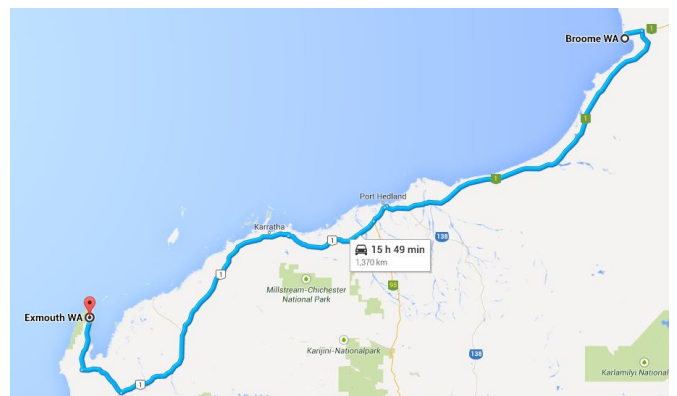 Broome WA
1
1
1
Port Hedland
Karratha
138
1
15 h 49 min
1,370 km
1
95
Millstream-Chichester
National Park
Exmouth WA
Karijini-Nationalpark
138
Karlamilyi National
1